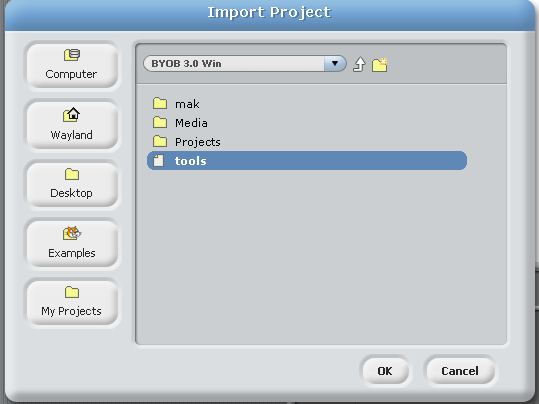 Import Project
Computer
Wayland
Desktop
Examples
My Projects
BYOB 3.0 Win
mak
Media
Projects
tools
OK
Cancel